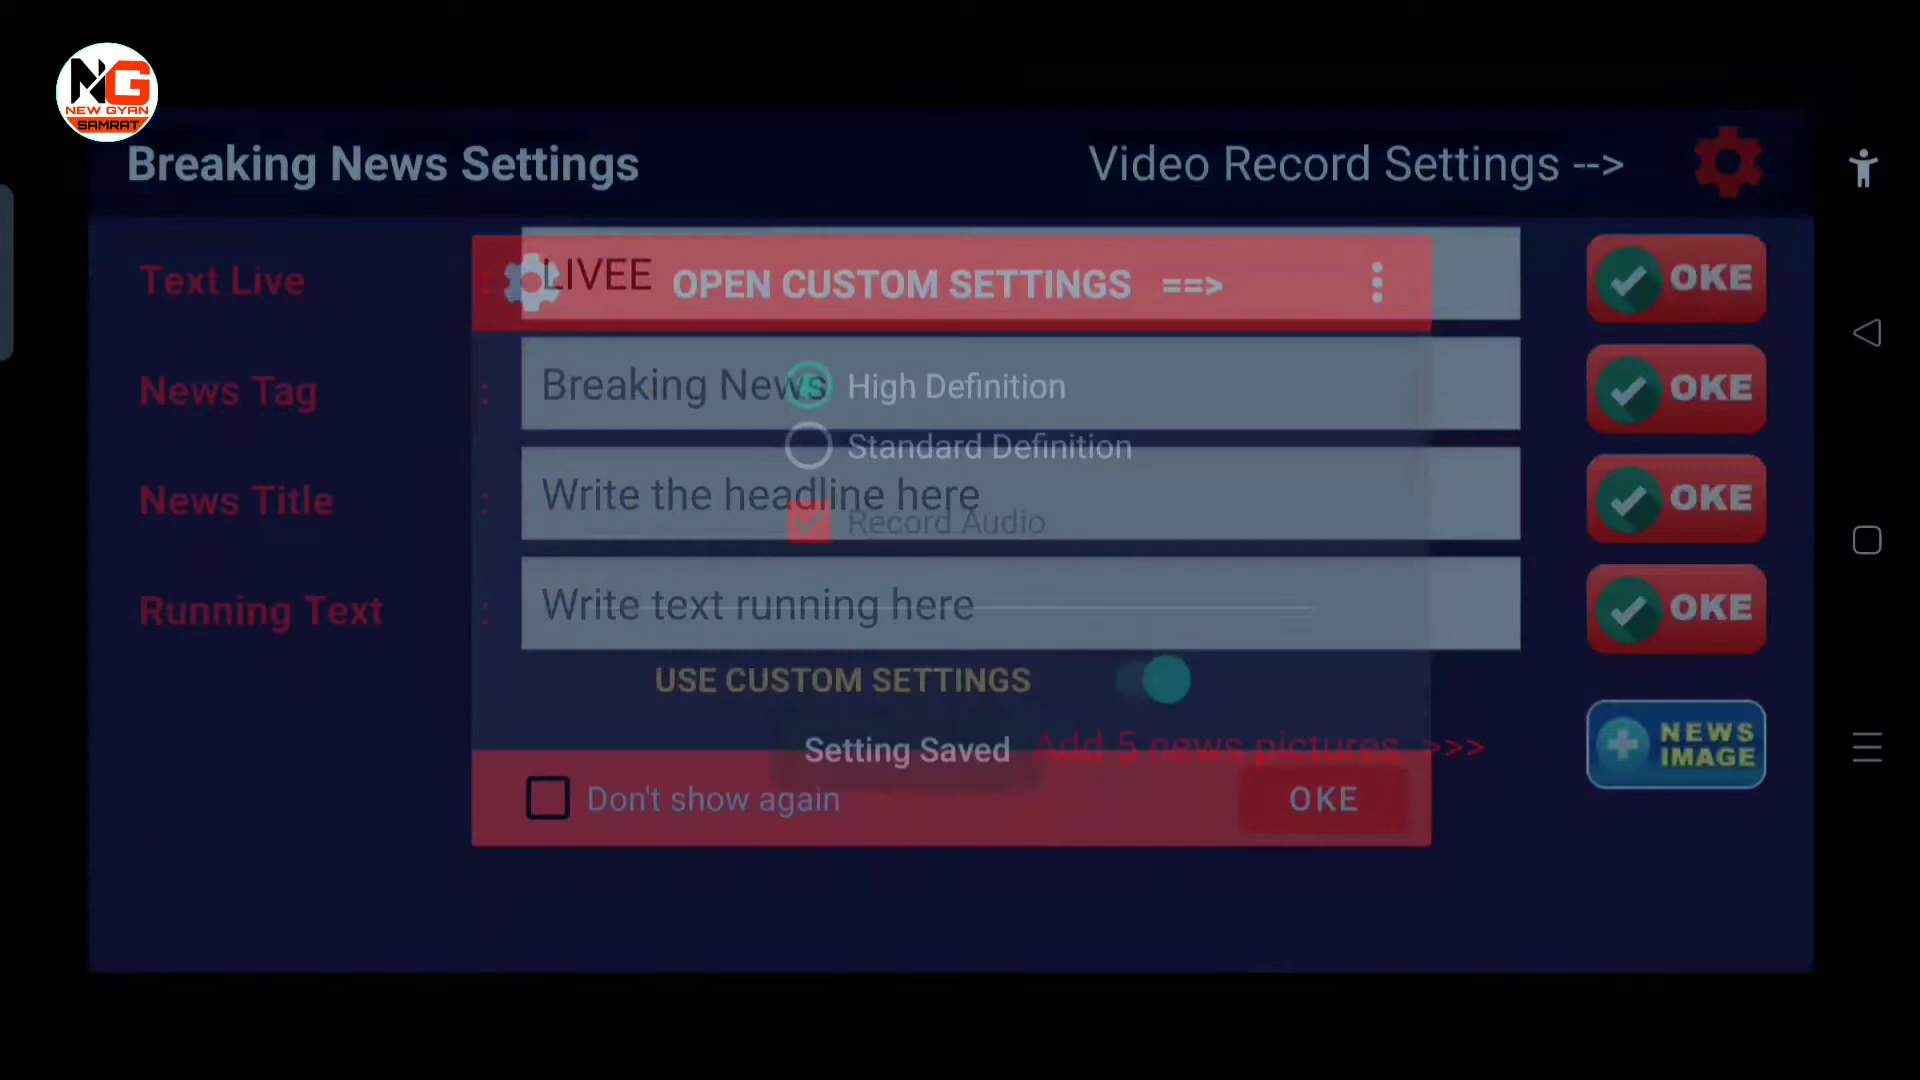 NG
NEW GYAN
SAMRAT
Breaking News Settings
Video Record Settings -->
Text Live : LIVEE OKE
OPEN CUSTOM SETTINGS ==>
News Tag : Breaking News OKE
High Definition
Standard Definition
News Title : Write the headline here OKE
Record Audio
Running Text : Write text running here OKE
USE CUSTOM SETTINGS
Setting Saved
Add 5 news pictures >>>
NEWS
IMAGE
Don't show again
OKE